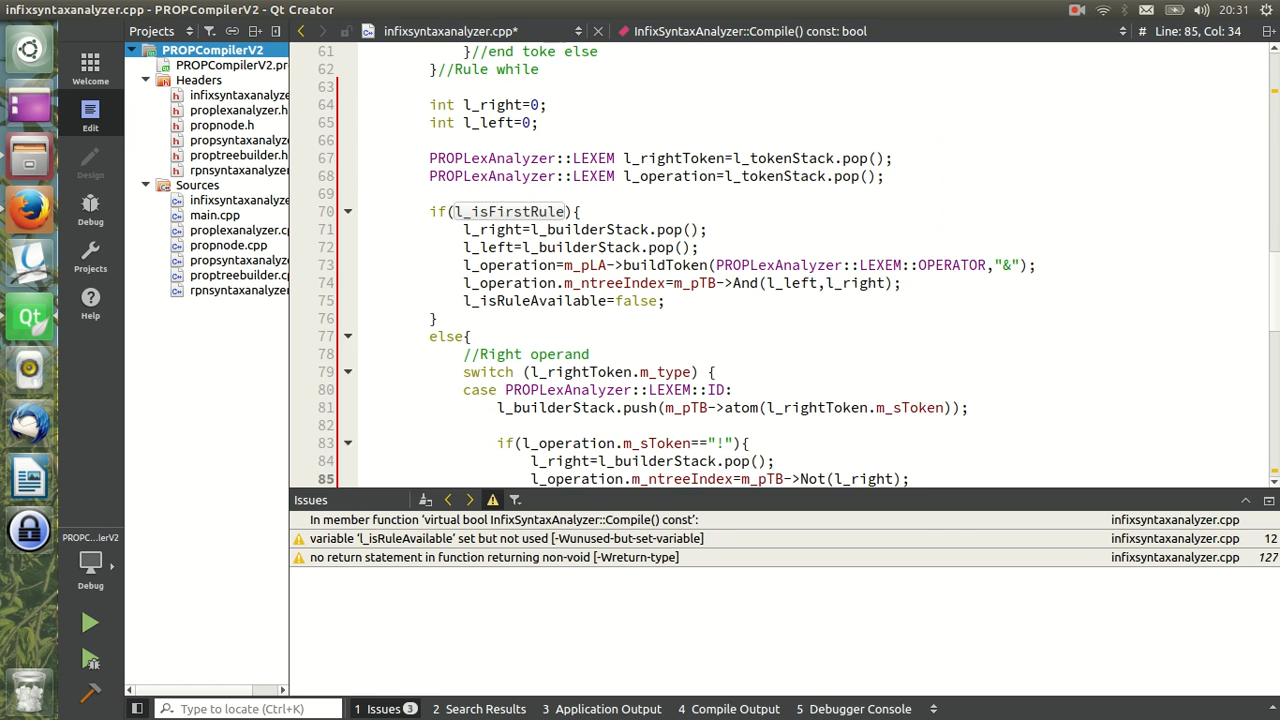 infixsyntaxanalyzer.cpp - PROPCompilerV2 - Qt Creator
20:31
Projects
infixsyntaxanalyzer.cpp*
InfixSyntaxAnalyzer::Compile() const: bool
# Line: 85, Col: 34
Welcome
Edit
Design
Debug
Projects
Help
PROPC...lerV2
Debug
PROPCompilerV2
PROPCompilerV2.pr
Headers
infixsyntaxanalyze
proplexanalyzer.h
propnode.h
propsyntaxanalyze
proptreebuilder.h
rpnsyntaxanalyzer
Sources
infixsyntaxanalyze
main.cpp
proplexanalyzer.c
propnode.cpp
propsyntaxanalyze
proptreebuilder.cp
rpnsyntaxanalyzer
61 }//end toke else
62 }//Rule while
63
64 int l_right=0;
65 int l_left=0;
66
67 PROPLexAnalyzer::LEXEM l_rightToken=l_tokenStack.pop();
68 PROPLexAnalyzer::LEXEM l_operation=l_tokenStack.pop();
69
70 if(l_isFirstRule){
71 l_right=l_builderStack.pop();
72 l_left=l_builderStack.pop();
73 l_operation=m_pLA->buildToken(PROPLexAnalyzer::LEXEM::OPERATOR,"&");
74 l_operation.m_ntreeIndex=m_pTB->And(l_left,l_right);
75 l_isRuleAvailable=false;
76 }
77 else{
78 //Right operand
79 switch (l_rightToken.m_type) {
80 case PROPLexAnalyzer::LEXEM::ID:
81 l_builderStack.push(m_pTB->atom(l_rightToken.m_sToken));
82
83 if(l_operation.m_sToken=="!"){
84 l_right=l_builderStack.pop();
85 l_operation.m_ntreeIndex=m_pTB->Not(l_right);
Issues
In member function ‘virtual bool InfixSyntaxAnalyzer::Compile() const’: infixsyntaxanalyzer.cpp
variable ‘l_isRuleAvailable’ set but not used [-Wunused-but-set-variable] infixsyntaxanalyzer.cpp 12
no return statement in function returning non-void [-Wreturn-type] infixsyntaxanalyzer.cpp 127
Type to locate (Ctrl+K)
1 Issues 3
2 Search Results
3 Application Output
4 Compile Output
5 Debugger Console